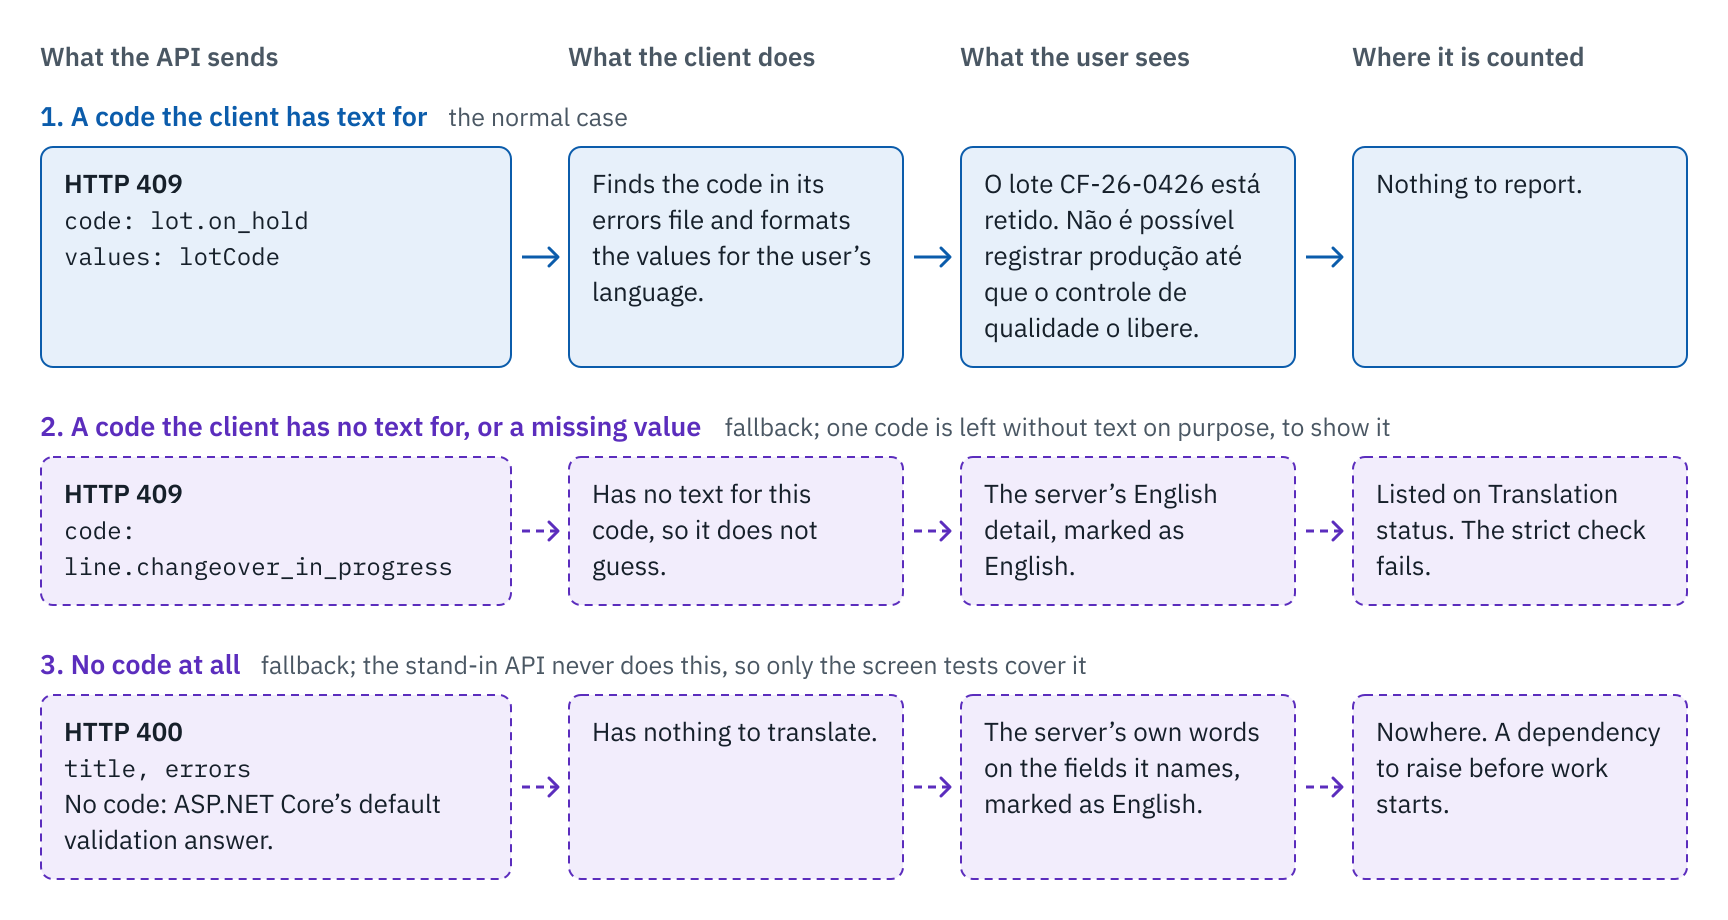 What the API sends
What the client does
What the user sees
Where it is counted
1. A code the client has text for the normal case
HTTP 409
code: lot.on_hold
values: lotCode
Finds the code in its
errors file and formats
the values for the user’s
language.
O lote CF-26-0426 está
retido. Não é possível
registrar produção até
que o controle de
qualidade o libere.
Nothing to report.
2. A code the client has no text for, or a missing value fallback; one code is left without text on purpose, to show it
HTTP 409
code:
line.changeover_in_progress
Has no text for this
code, so it does not
guess.
The server’s English
detail, marked as
English.
Listed on Translation
status. The strict check
fails.
3. No code at all fallback; the stand-in API never does this, so only the screen tests cover it
HTTP 400
title, errors
No code: ASP.NET Core’s default
validation answer.
Has nothing to translate.
The server’s own words
on the fields it names,
marked as English.
Nowhere. A dependency
to raise before work
starts.